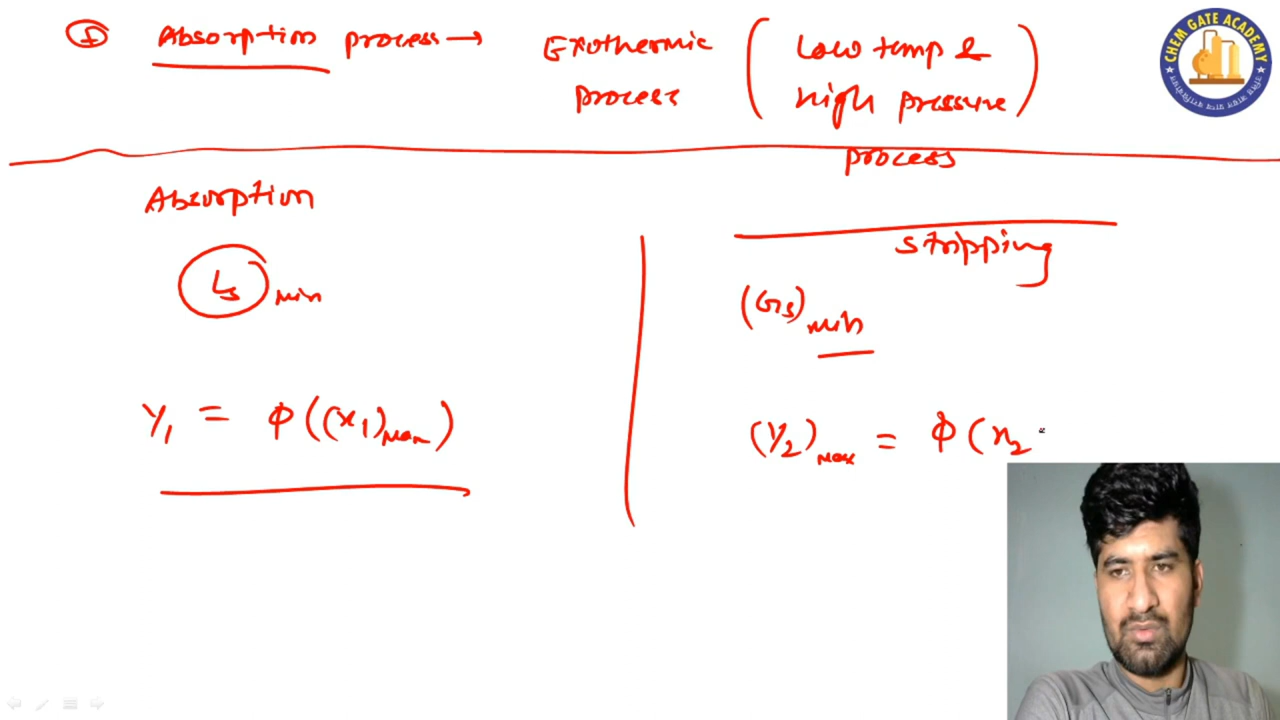 ① Absorption process → Exothermic process (Low temp & High pressure)
process
Absorption
(Ls)min
Y1 = φ((x1)max)
stripping
(Gs)min
(Y2)max = φ(x2
CHEM GATE ACADEMY